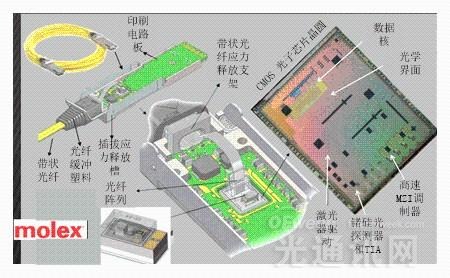 印刷
电路
板
带状光
纤应力
释放支
架
CMOS 光子芯片晶圆
数据
核
光学
界面
带状
光纤
光纤
缓冲
塑料
插拔应
力释放
槽
光纤
阵列
激光
器驱
动
锗硅光
探测器
和TIA
高速
MZI调
制器
molex
光通讯网